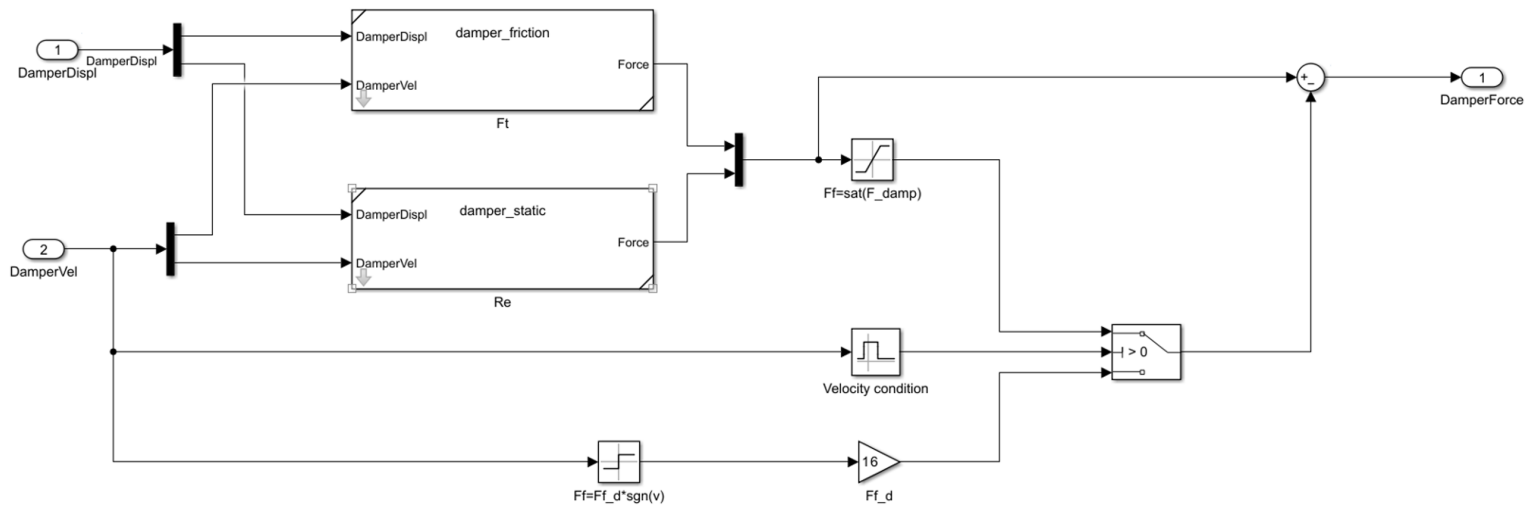 damper_friction
DamperDispl
Force
DamperVel
Ft
1
DamperDispl
DamperDispl
+
−
1
DamperForce
Ff=sat(F_damp)
damper_static
DamperDispl
Force
DamperVel
Re
2
DamperVel
> 0
Velocity condition
16
Ff=Ff_d*sgn(v)
Ff_d